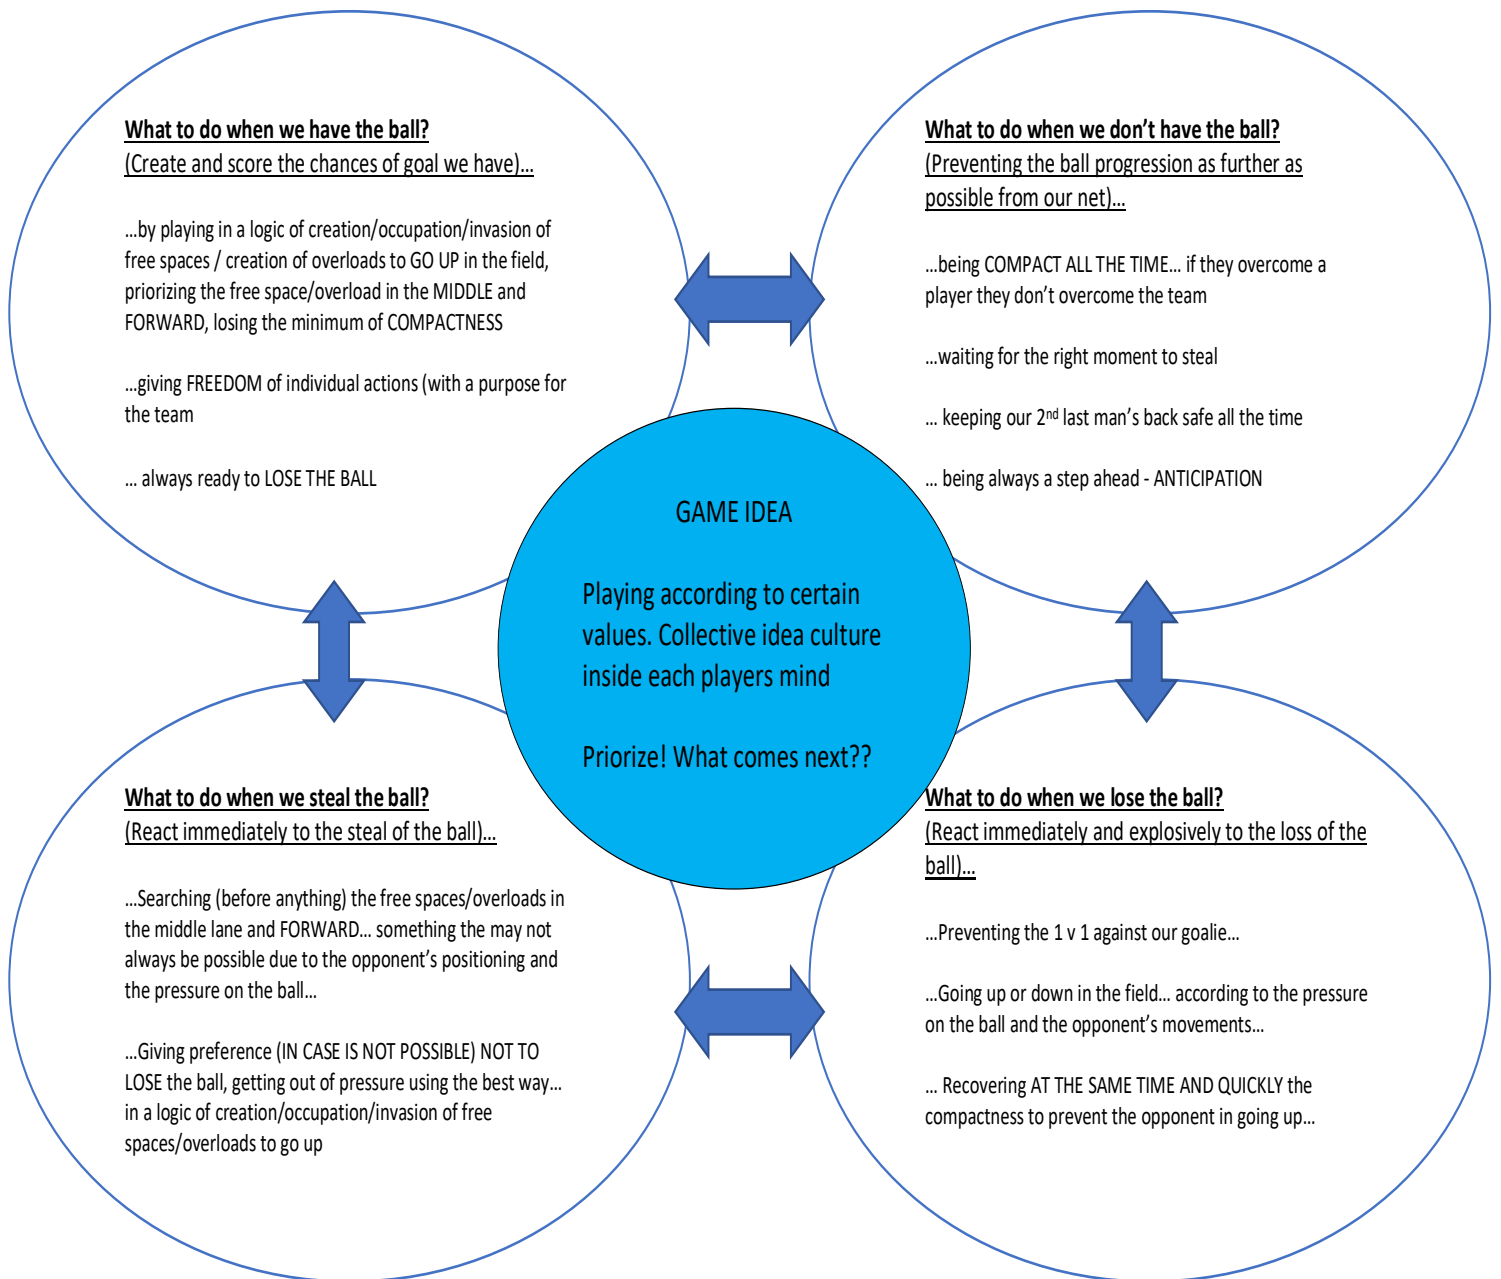 What to do when we have the ball?
(Create and score the chances of goal we have)...
...by playing in a logic of creation/occupation/invasion of
free spaces / creation of overloads to GO UP in the field,
priorizing the free space/overload in the MIDDLE and
FORWARD, losing the minimum of COMPACTNESS
...giving FREEDOM of individual actions (with a purpose for
the team
... always ready to LOSE THE BALL
What to do when we don't have the ball?
(Preventing the ball progression as further as
possible from our net)...
...being COMPACT ALL THE TIME... if they overcome a
player they don't overcome the team
...waiting for the right moment to steal
... keeping our 2nd last man's back safe all the time
... being always a step ahead - ANTICIPATION
GAME IDEA
Playing according to certain
values. Collective idea culture
inside each players mind
Priorize! What comes next??
What to do when we steal the ball?
(React immediately to the steal of the ball)...
...Searching (before anything) the free spaces/overloads in
the middle lane and FORWARD... something the may not
always be possible due to the opponent's positioning and
the pressure on the ball...
...Giving preference (IN CASE IS NOT POSSIBLE) NOT TO
LOSE the ball, getting out of pressure using the best way...
in a logic of creation/occupation/invasion of free
spaces/overloads to go up
What to do when we lose the ball?
(React immediately and explosively to the loss of the
ball)...
...Preventing the 1 v 1 against our goalie...
...Going up or down in the field... according to the pressure
on the ball and the opponent's movements...
... Recovering AT THE SAME TIME AND QUICKLY the
compactness to prevent the opponent in going up...